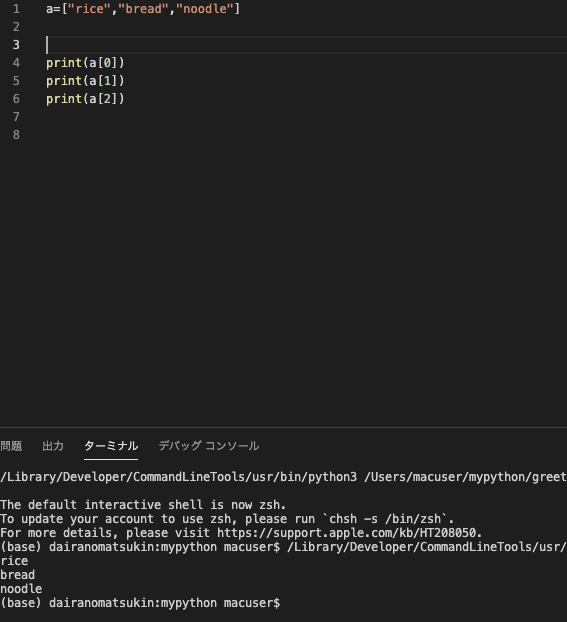 1 a=["rice","bread","noodle"]
2
3
4 print(a[0])
5 print(a[1])
6 print(a[2])
7
8
問題 出力 ターミナル デバッグ コンソール
/Library/Developer/CommandLineTools/usr/bin/python3 /Users/macuser/mypython/greet
The default interactive shell is now zsh.
To update your account to use zsh, please run `chsh -s /bin/zsh`.
For more details, please visit https://support.apple.com/kb/HT208050.
(base) dairanomatsukin:mypython macuser$ /Library/Developer/CommandLineTools/usr/
rice
bread
noodle
(base) dairanomatsukin:mypython macuser$